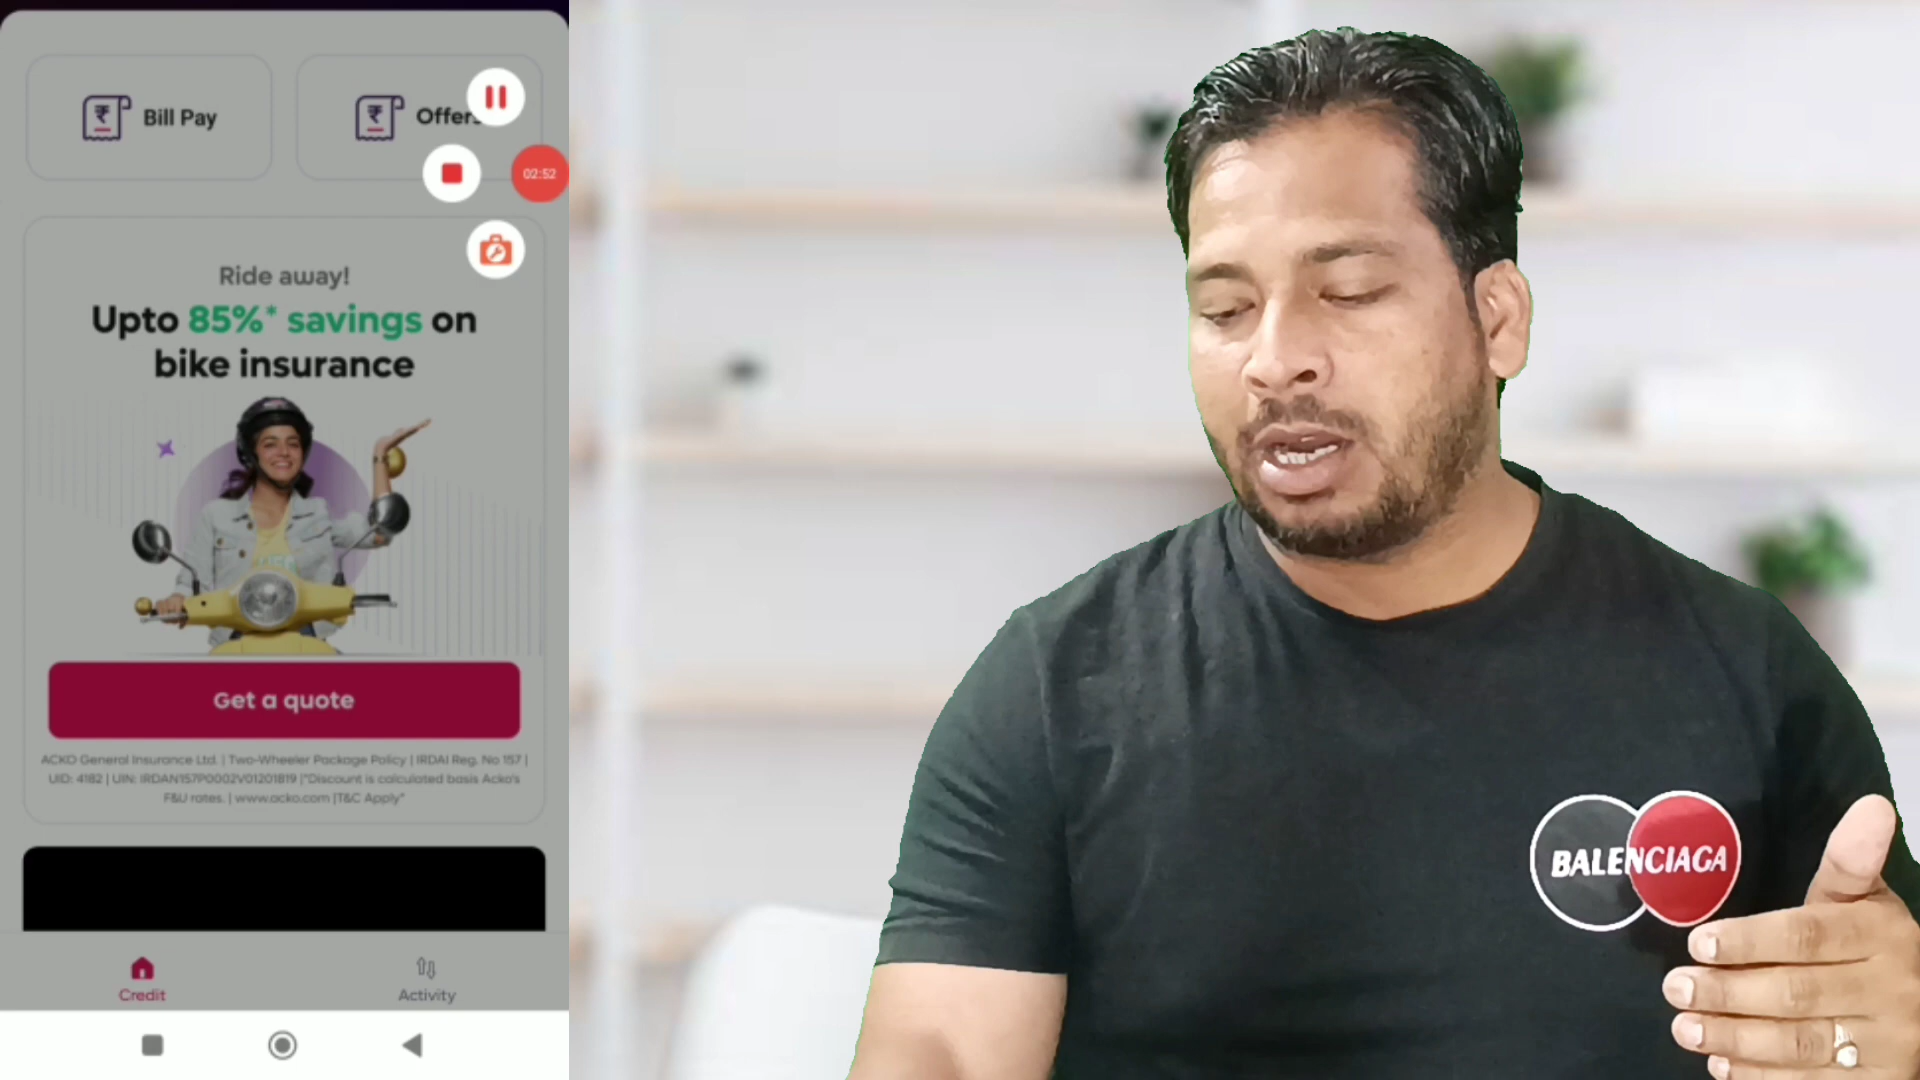 Bill Pay
Offers
02:52
Ride away!
Upto 85%* savings on
bike insurance
Get a quote
ACKO General Insurance Ltd. | Two-Wheeler Package Policy | IRDAI Reg. No 157 |
UID: 4182 | UIN: IRDAN157P0002V01201819 |*Discount is calculated basis Acko's
F&U rates. | www.acko.com |T&C Apply*
Credit
Activity
BALENCIAGA